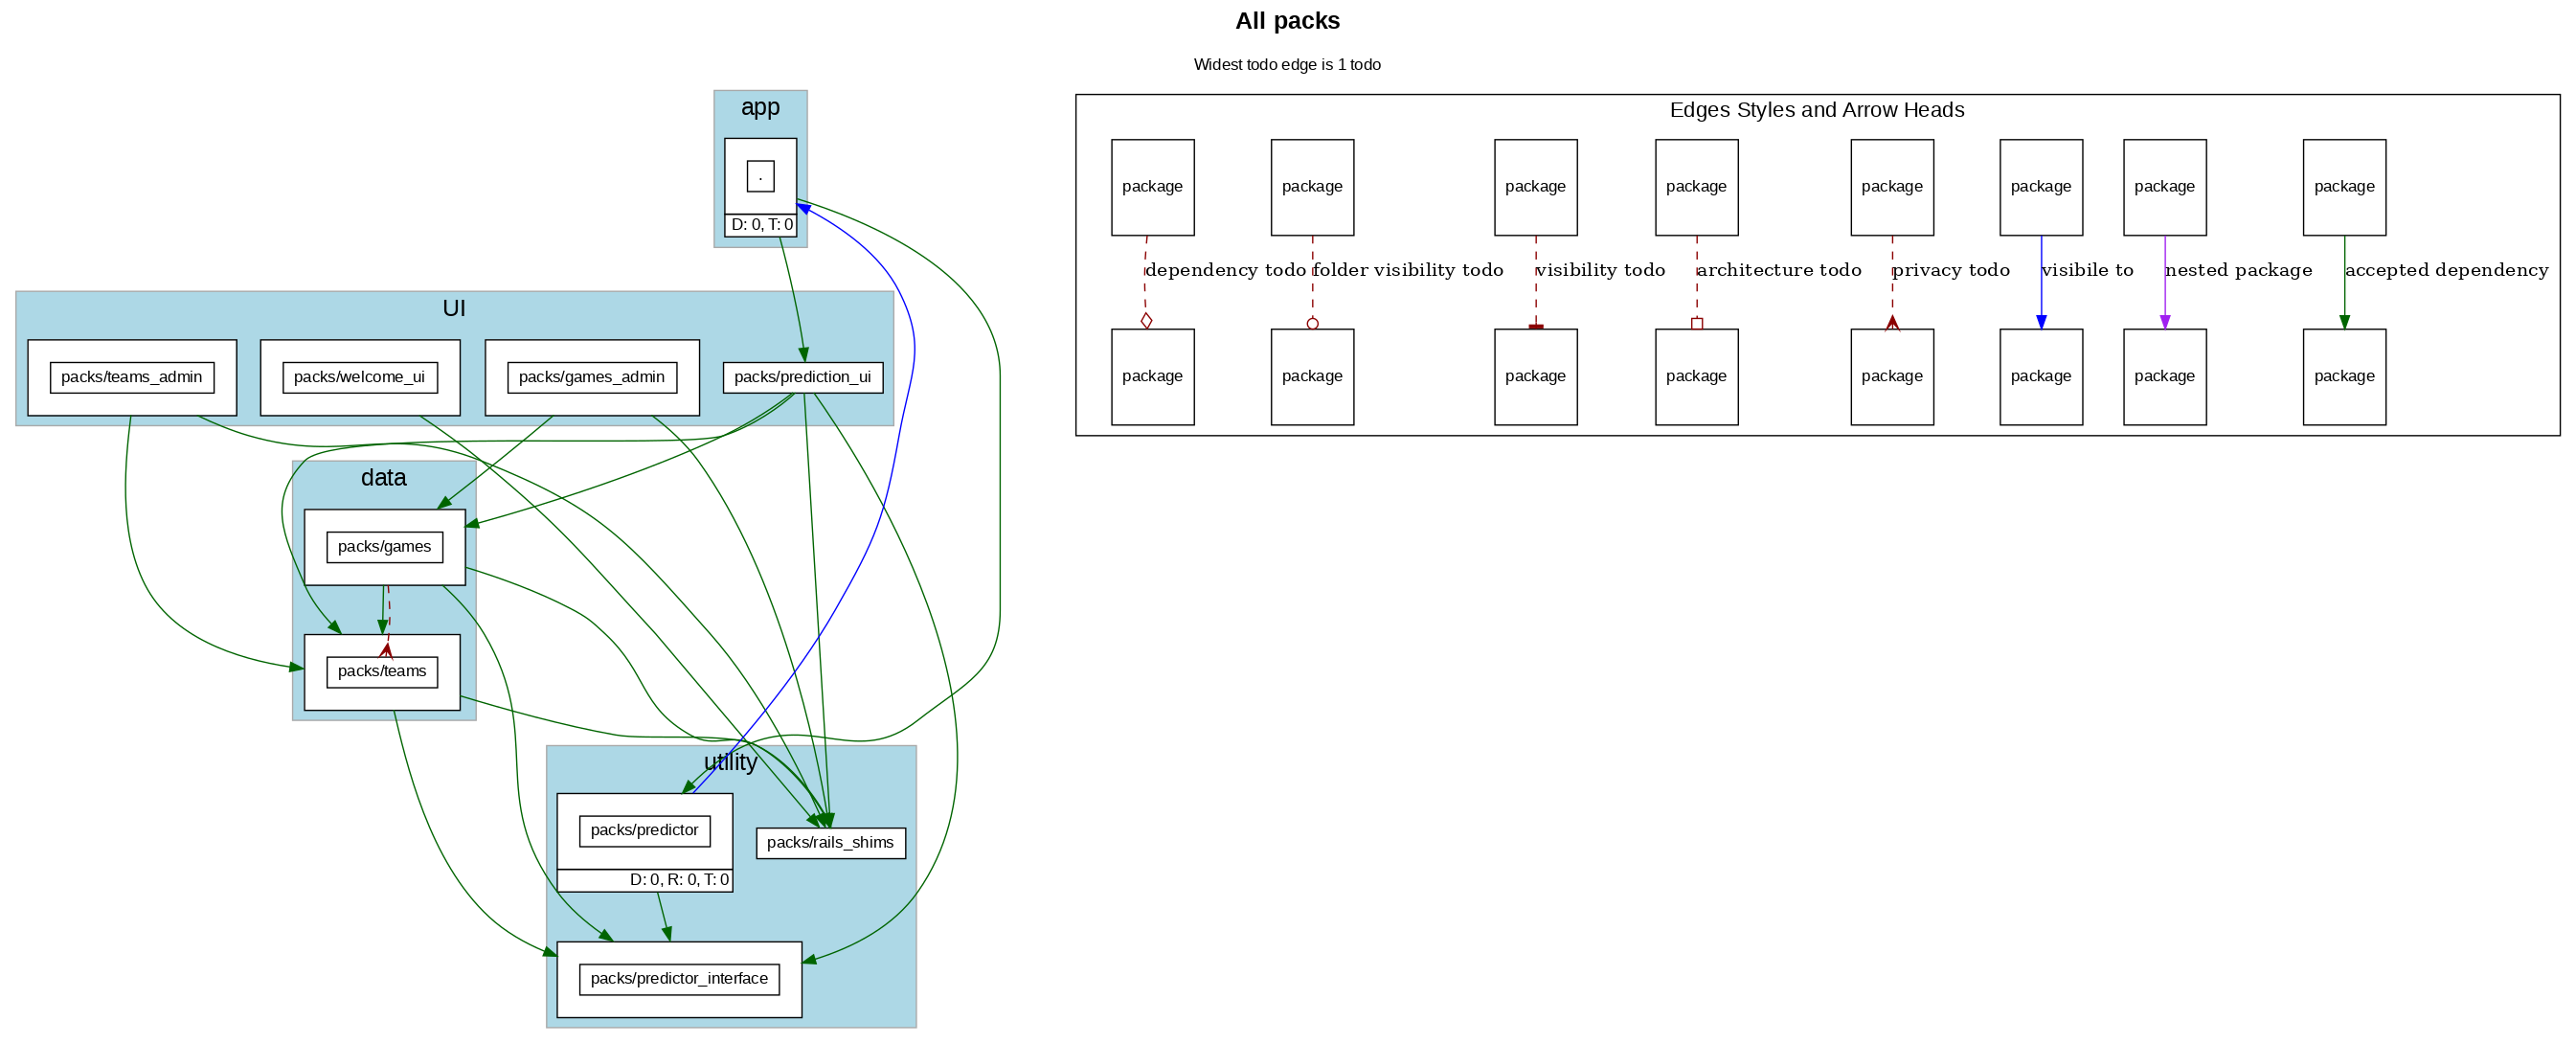 All packs
Widest todo edge is 1 todo
app
.
D: 0, T: 0
UI
packs/teams_admin
packs/welcome_ui
packs/games_admin
packs/prediction_ui
data
packs/games
packs/teams
utility
packs/predictor
D: 0, R: 0, T: 0
packs/rails_shims
packs/predictor_interface
Edges Styles and Arrow Heads
package
package
package
package
package
package
package
package
dependency todo
folder visibility todo
visibility todo
architecture todo
privacy todo
visibile to
nested package
accepted dependency
package
package
package
package
package
package
package
package